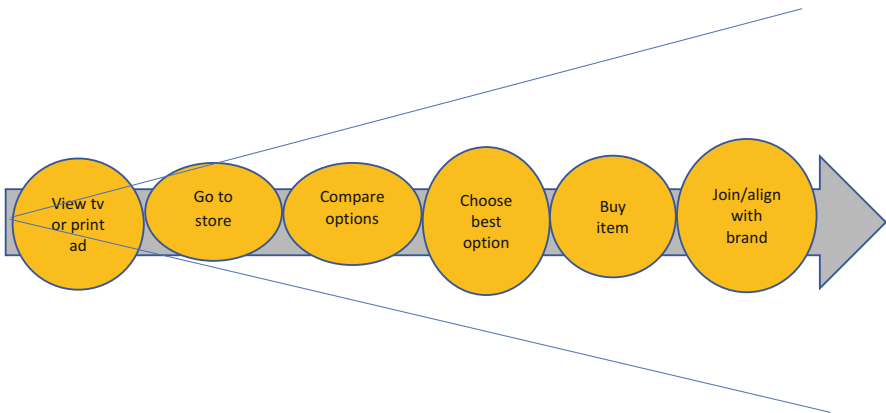 View tv
or print
ad
Go to
store
Compare
options
Choose
best
option
Buy
item
Join/align
with
brand